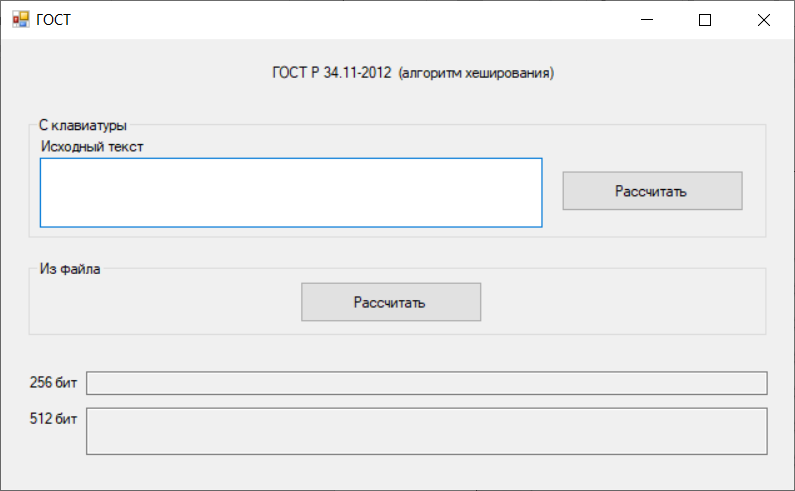 ГОСТ
ГОСТ Р 34.11-2012 (алгоритм хеширования)
С клавиатуры
Исходный текст
Рассчитать
Из файла
Рассчитать
256 бит
512 бит